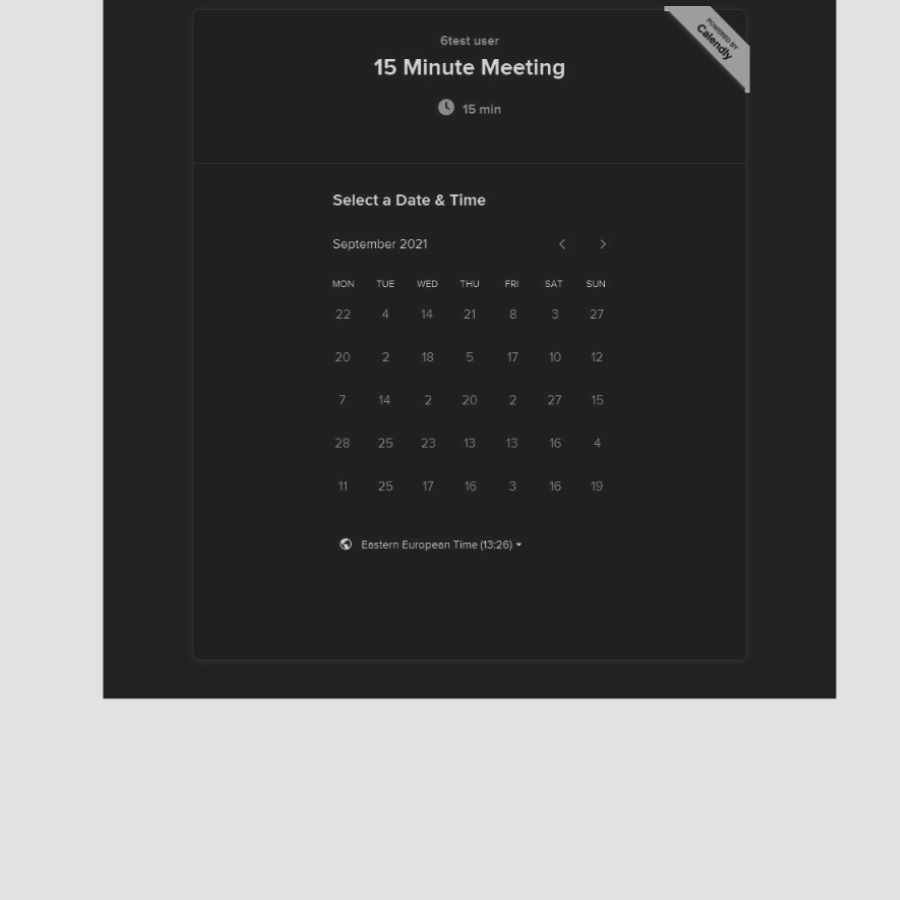 POWERED BY
Calendly
6test user
15 Minute Meeting
15 min
Select a Date & Time
September 2021
MON TUE WED THU FRI SAT SUN
22 4 14 21 8 3 27
20 2 18 5 17 10 12
7 14 2 20 2 27 15
28 25 23 13 13 16 4
11 25 17 16 3 16 19
Eastern European Time (13:26)